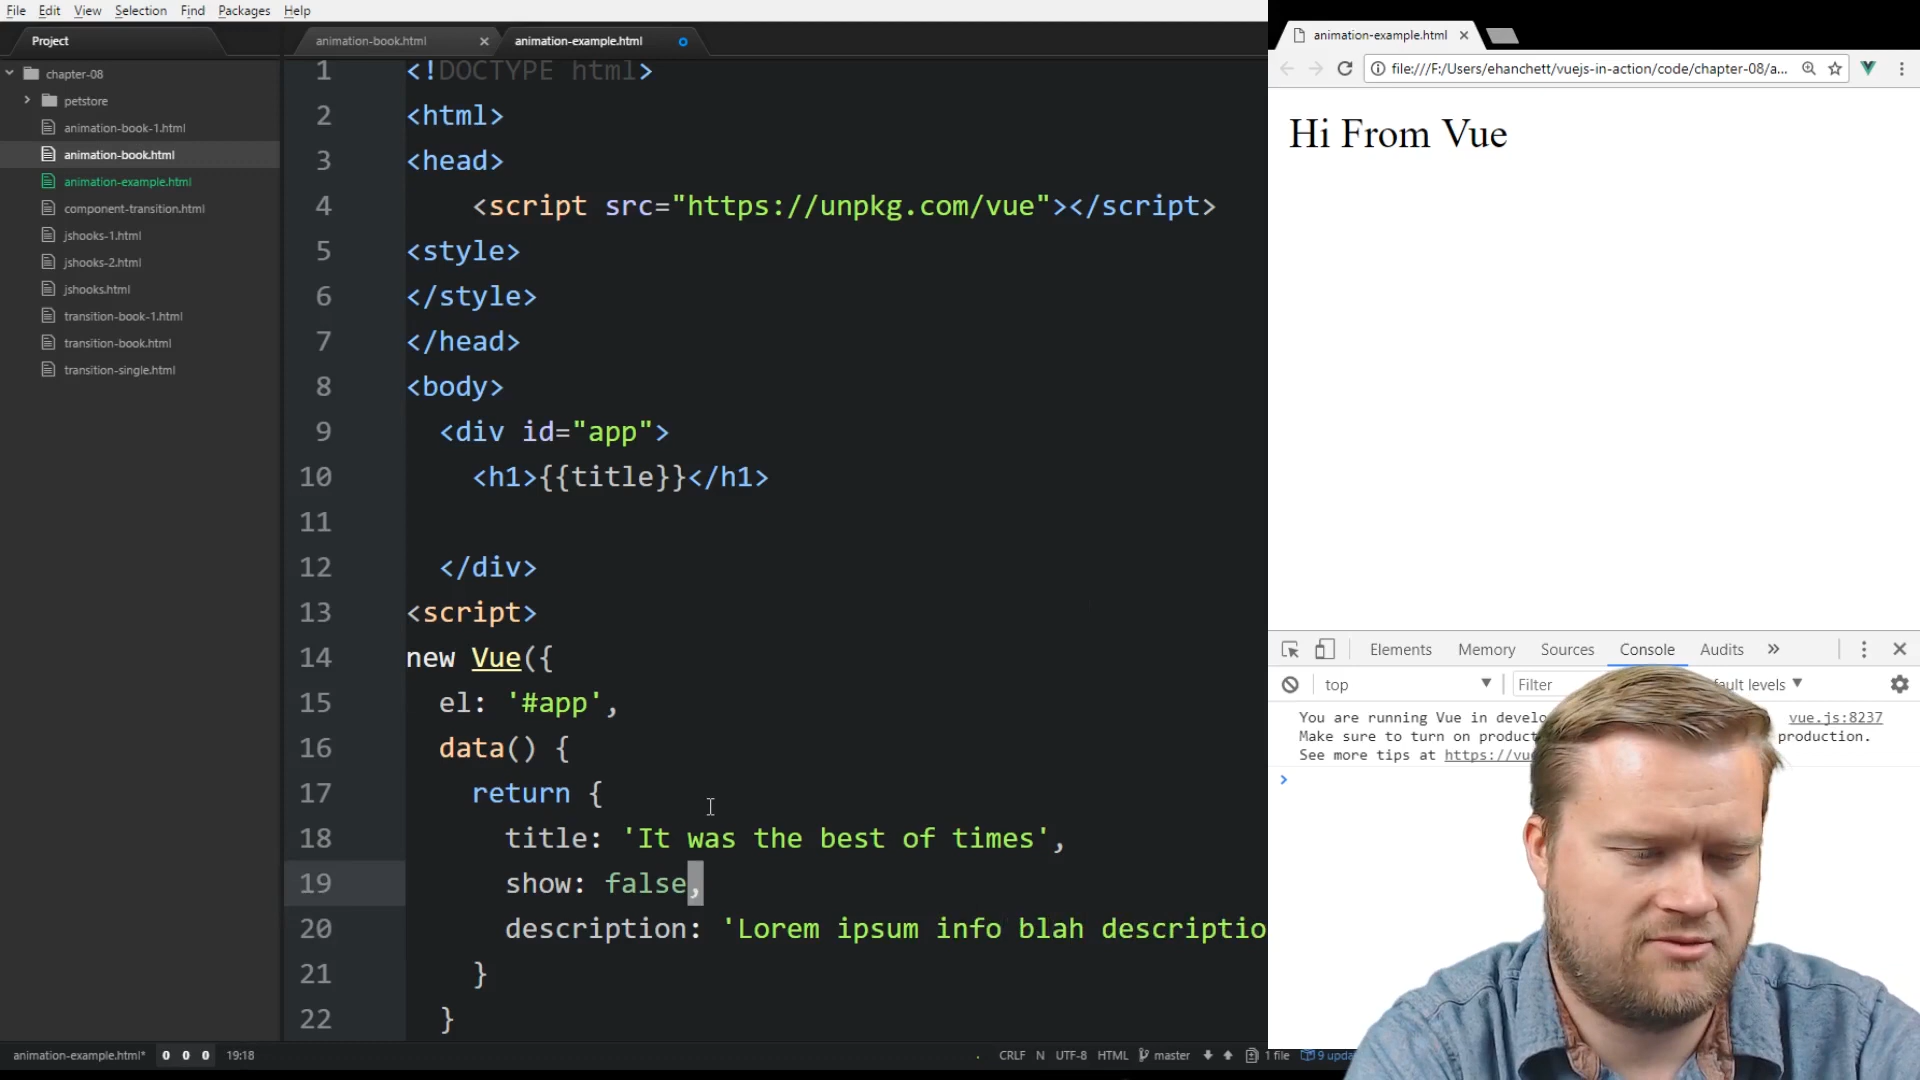 File Edit View Selection Find Packages Help
Project
animation-book.html
animation-example.html
chapter-08
petstore
animation-book-1.html
animation-book.html
animation-example.html
component-transition.html
jshooks-1.html
jshooks-2.html
jshooks.html
transition-book-1.html
transition-book.html
transition-single.html
1 <!DOCTYPE html>
2 <html>
3 <head>
4 <script src="https://unpkg.com/vue"></script>
5 <style>
6 </style>
7 </head>
8 <body>
9 <div id="app">
10 <h1>{{title}}</h1>
11
12 </div>
13 <script>
14 new Vue({
15 el: '#app',
16 data() {
17 return {
18 title: 'It was the best of times',
19 show: false,
20 description: 'Lorem ipsum info blah descriptio
21 }
22 }
animation-example.html* 0 0 0 19:18
CRLF N UTF-8 HTML master 1 file 9 upda
animation-example.html
file:///F:/Users/ehanchett/vuejs-in-action/code/chapter-08/a...
Hi From Vue
Elements Memory Sources Console Audits »
top Filter ault levels
You are running Vue in develo vue.js:8237
Make sure to turn on product production.
See more tips at https://vue